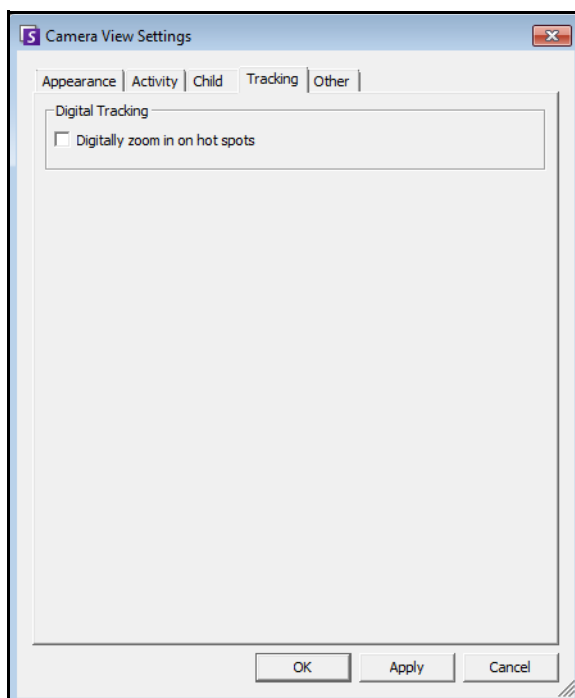 S Camera View Settings
Appearance Activity Child Tracking Other
Digital Tracking
Digitally zoom in on hot spots
OK Apply Cancel